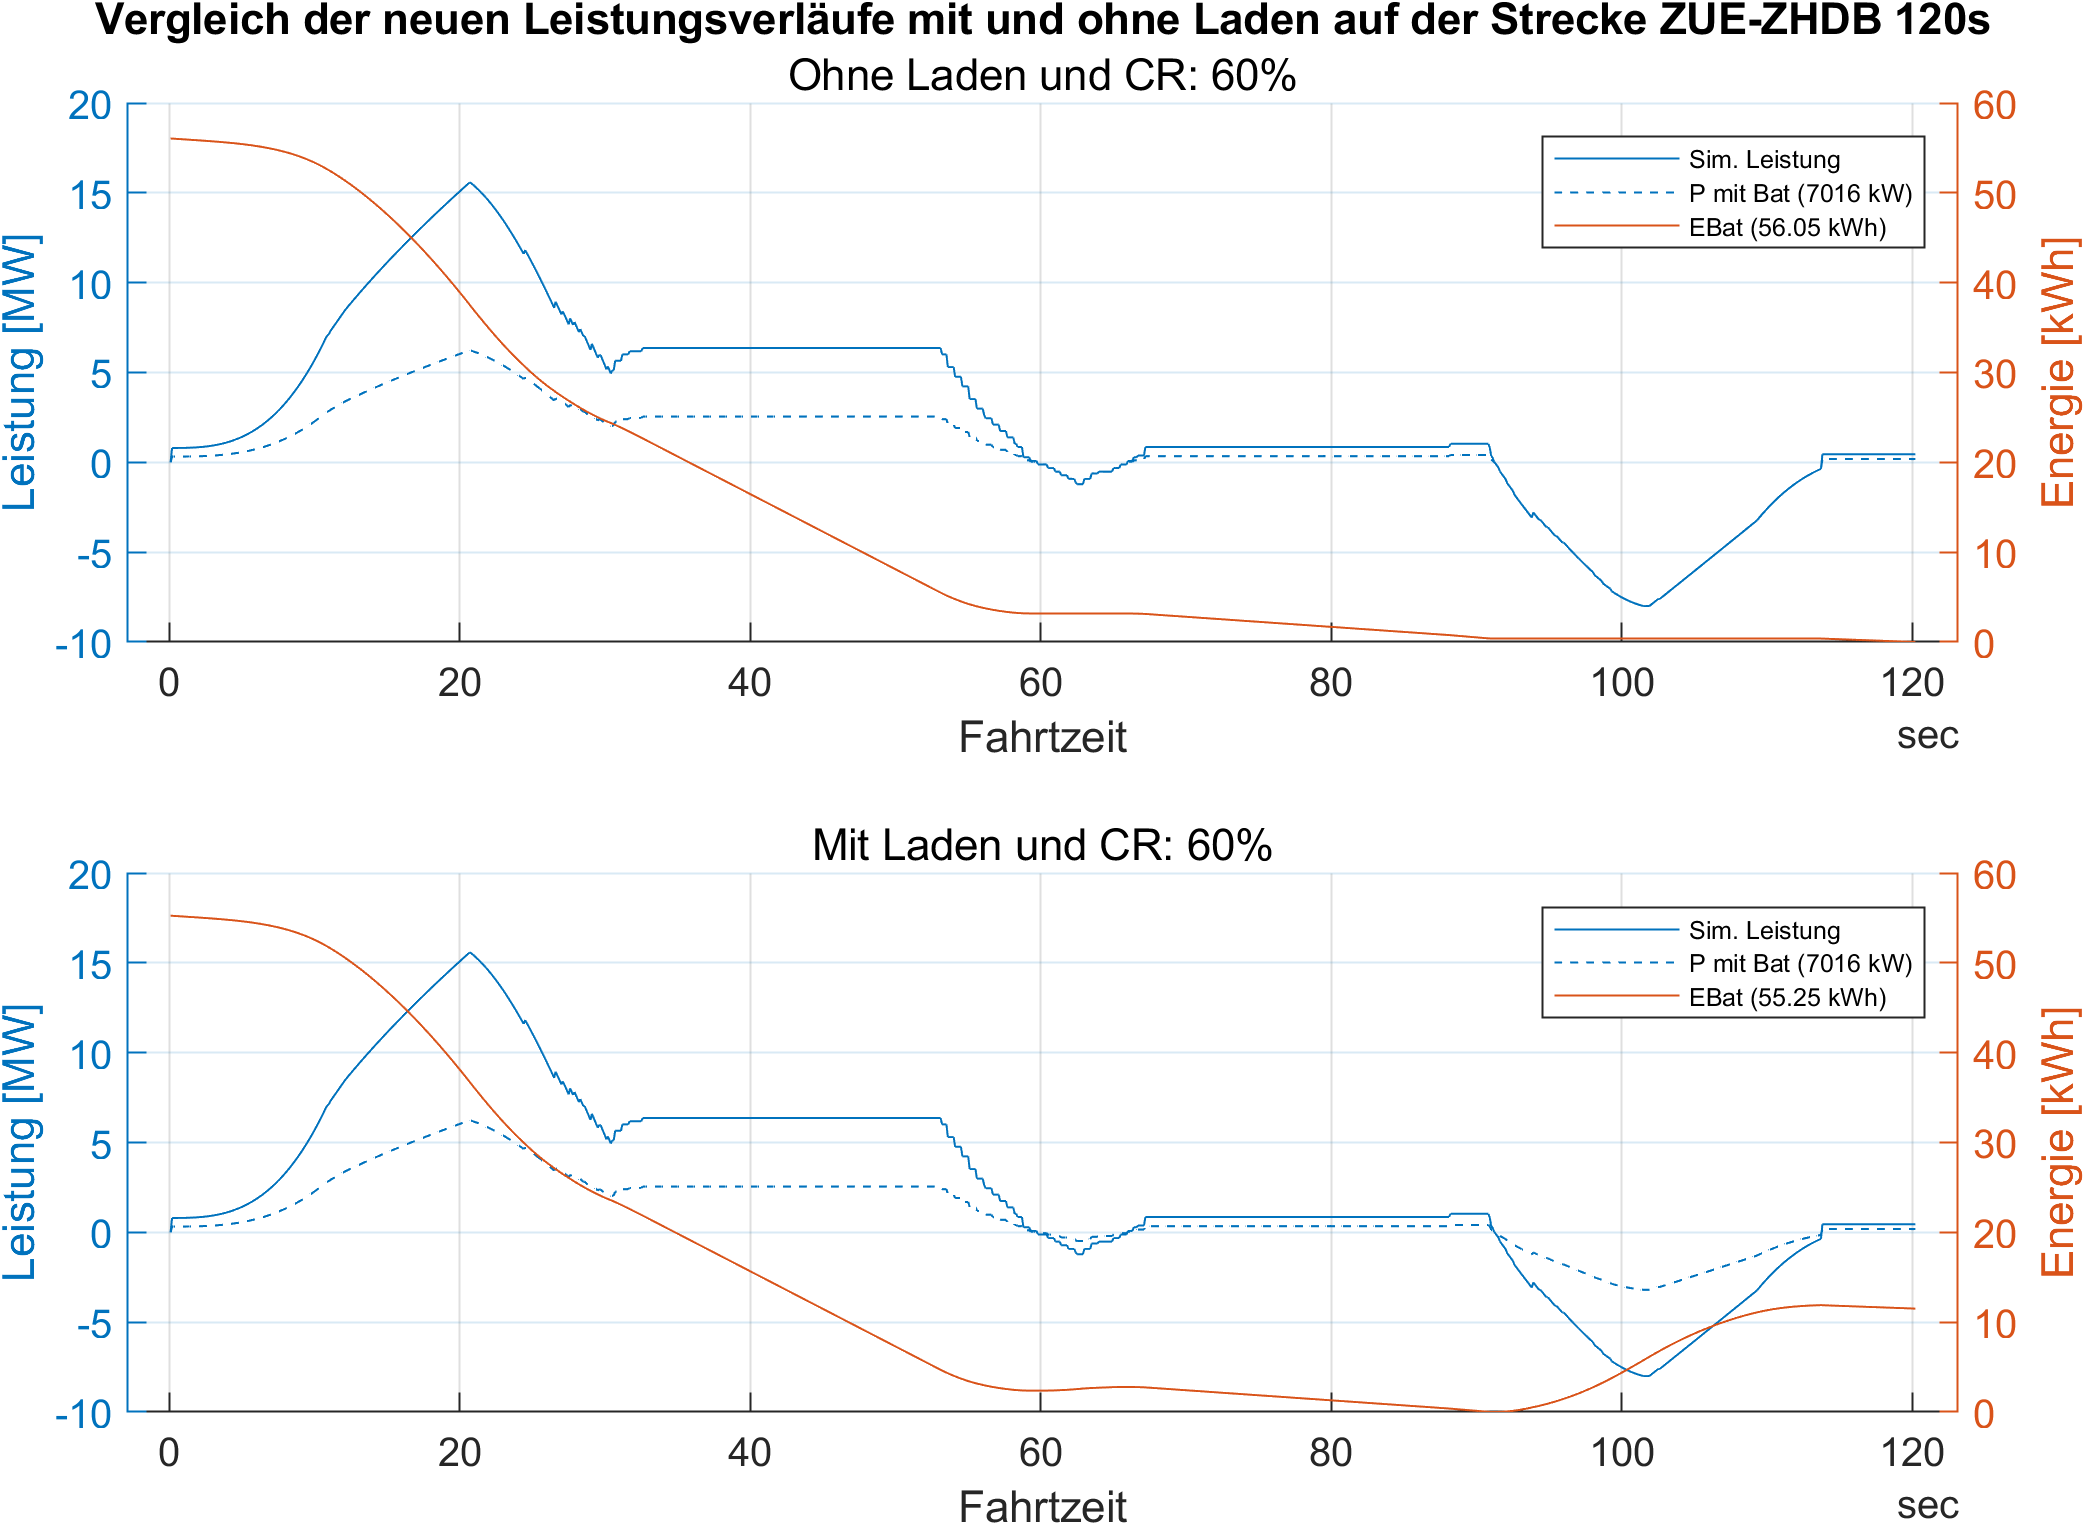 Vergleich der neuen Leistungsverläufe mit und ohne Laden auf der Strecke ZUE-ZHDB 120s
Ohne Laden und CR: 60%
Leistung [MW]
20
15
10
5
0
-5
-10
Energie [kWh]
60
50
40
30
20
10
0
Sim. Leistung
P mit Bat (7016 kW)
EBat (56.05 kWh)
0 20 40 60 80 100 120
Fahrtzeit
sec
Mit Laden und CR: 60%
Leistung [MW]
20
15
10
5
0
-5
-10
Energie [kWh]
60
50
40
30
20
10
0
Sim. Leistung
P mit Bat (7016 kW)
EBat (55.25 kWh)
0 20 40 60 80 100 120
Fahrtzeit
sec